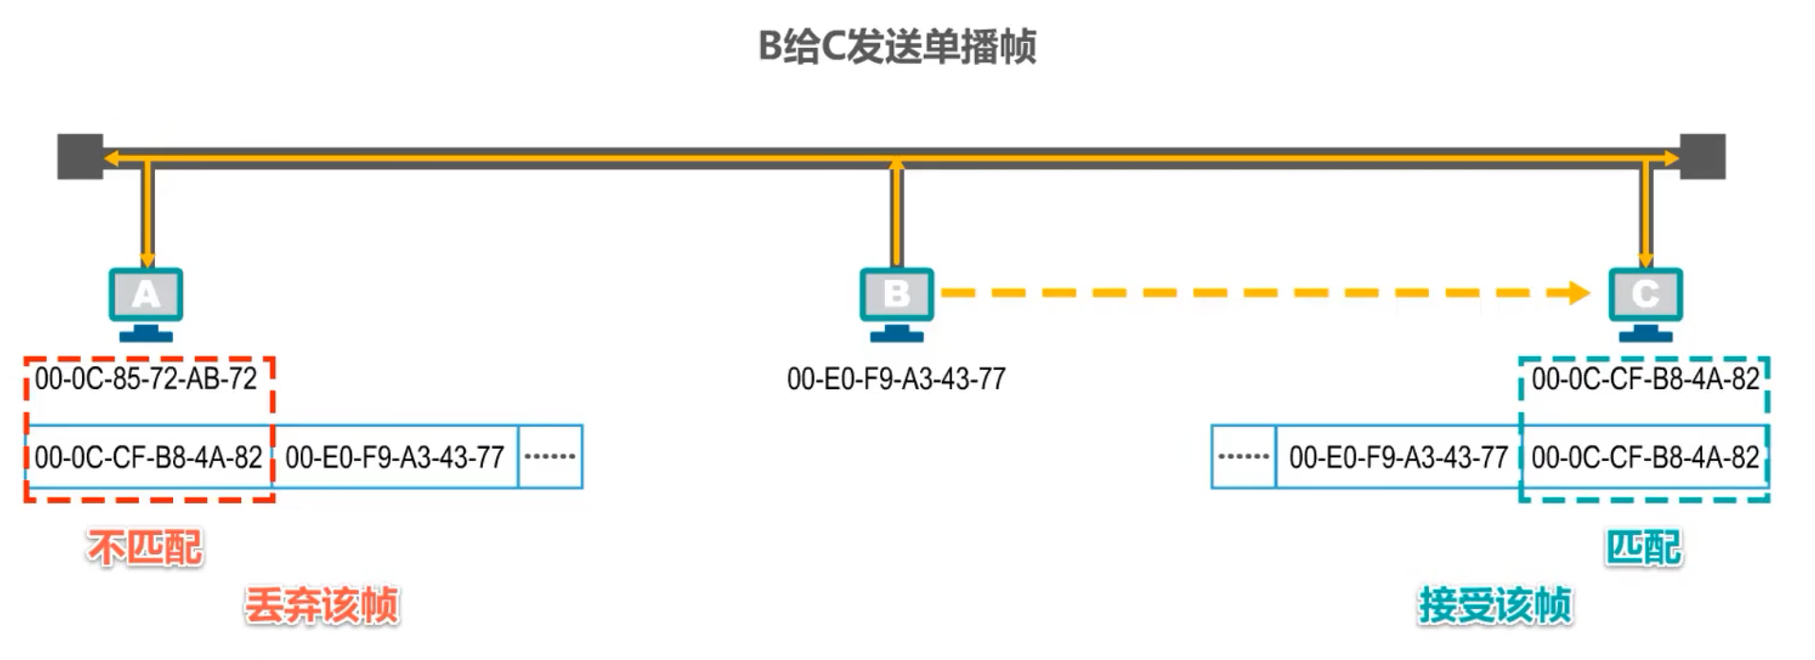 B给C发送单播帧
A
B
C
00-0C-85-72-AB-72
00-E0-F9-A3-43-77
00-0C-CF-B8-4A-82
00-0C-CF-B8-4A-82 00-E0-F9-A3-43-77 ······
······ 00-E0-F9-A3-43-77 00-0C-CF-B8-4A-82
不匹配
匹配
丢弃该帧
接受该帧